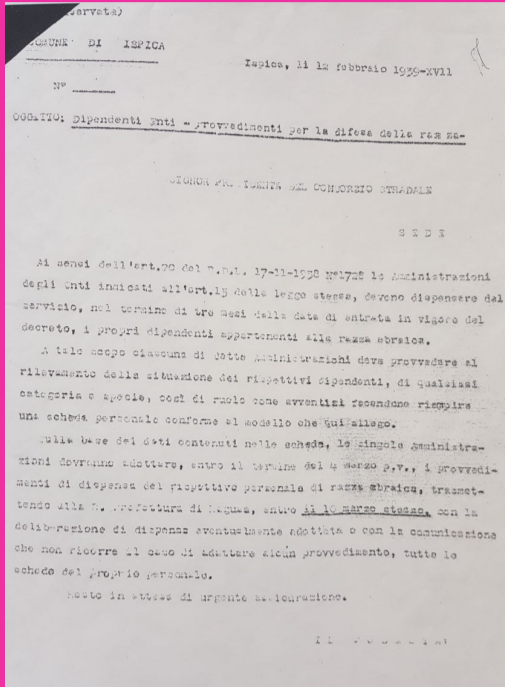 servata)
COMUNE DI ISPICA
Ispica, li 12 febbraio 1939-XVII
N°
OGGETTO: Dipendenti Enti - Provvedimenti per la difesa della razza-
SIGNOR PRESIDENTE DEL CONSORZIO STRADALE
SEDE
Ai sensi dell'art.20 del R.D.L. 17-11-1938 N°1728 le Amministrazioni
degli Enti indicati all'art.13 della legge stessa, devono dispensare dal
servizio, nel termine di tre mesi dalla data di entrata in vigore del
decreto, i propri dipendenti appartenenti alla razza ebraica.
A tale scopo ciascuna di dette Amministrazioni deve provvedere al
rilevamento della situazione dei rispettivi dipendenti, di qualsiasi
categoria e specie, così di ruolo come avventizi facendone riempire
una scheda personale conforme al modello che qui allego.
Sulla base dei dati contenuti nelle schede, le singole Amministra-
zioni dovranno adottare, entro il termine del 4 marzo p.v., i provvedi-
menti di dispensa del rispettivo personale di razza ebraica, trasmet-
tendo alla R. Prefettura di Ragusa, entro il 10 marzo stesso, con la
deliberazione di dispensa eventualmente adottata o con la comunicazione
che non ricorre il caso di adottare alcun provvedimento, tutte le
schede del proprio personale.
Resto in attesa di urgente assicurazione.
IL PODESTA'